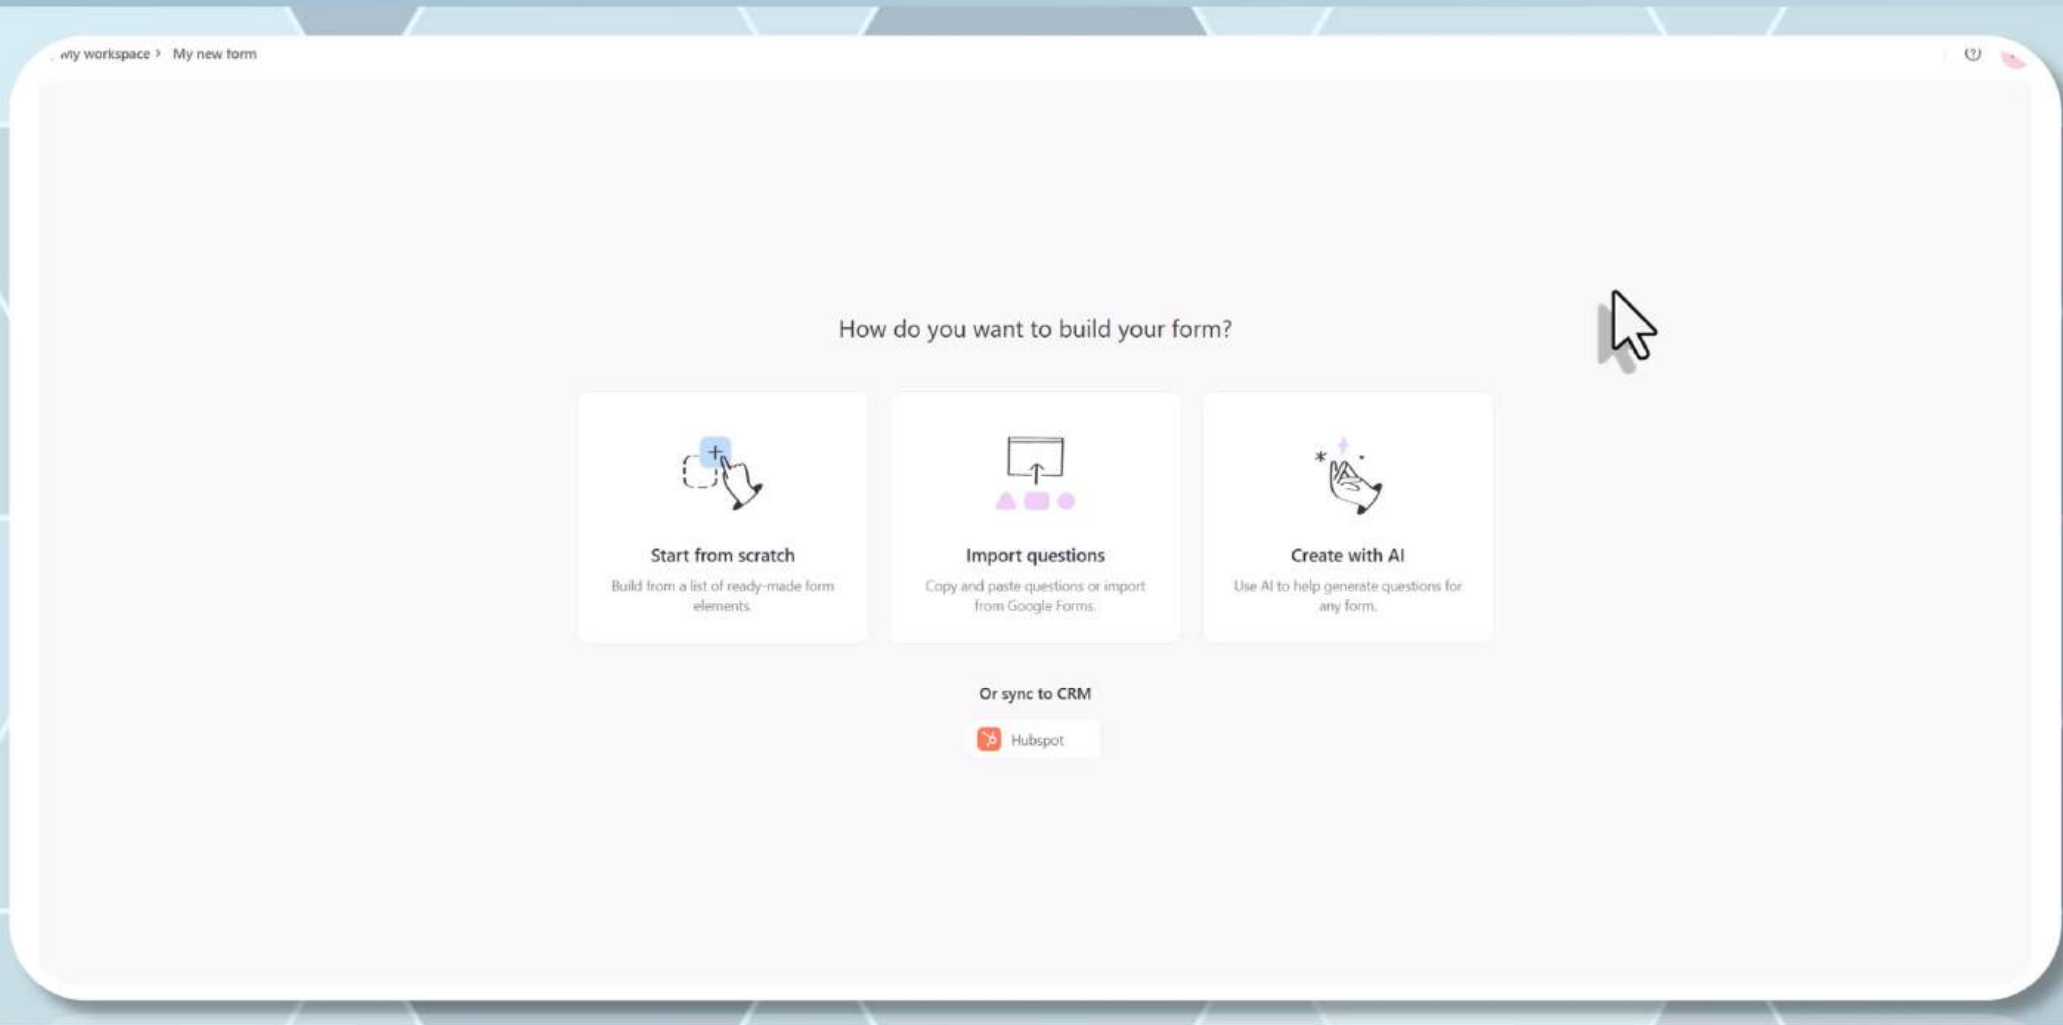 My workspace > My new form
How do you want to build your form?
Start from scratch
Build from a list of ready-made form
elements.
Import questions
Copy and paste questions or import
from Google Forms.
Create with AI
Use AI to help generate questions for
any form.
Or sync to CRM
Hubspot